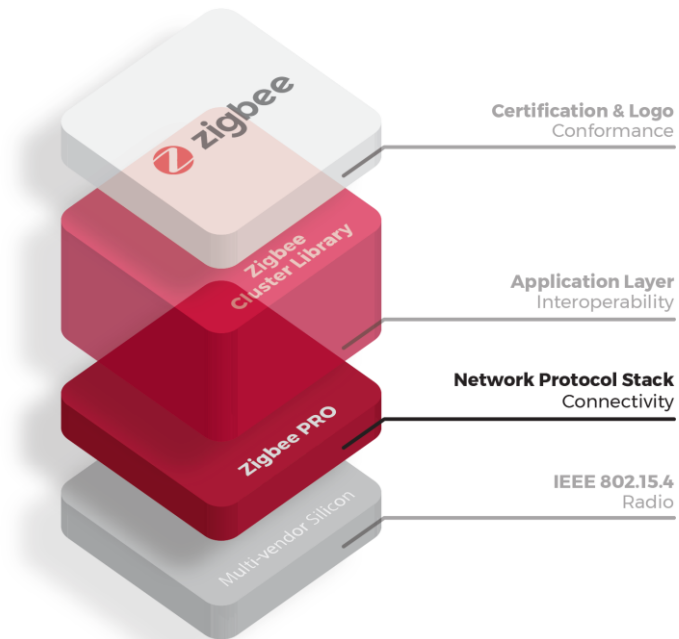 zigbee
Certification & Logo
Conformance
Zigbee
Cluster Library
Application Layer
Interoperability
Network Protocol Stack
Connectivity
Zigbee PRO
IEEE 802.15.4
Radio
Multi-vendor Silicon